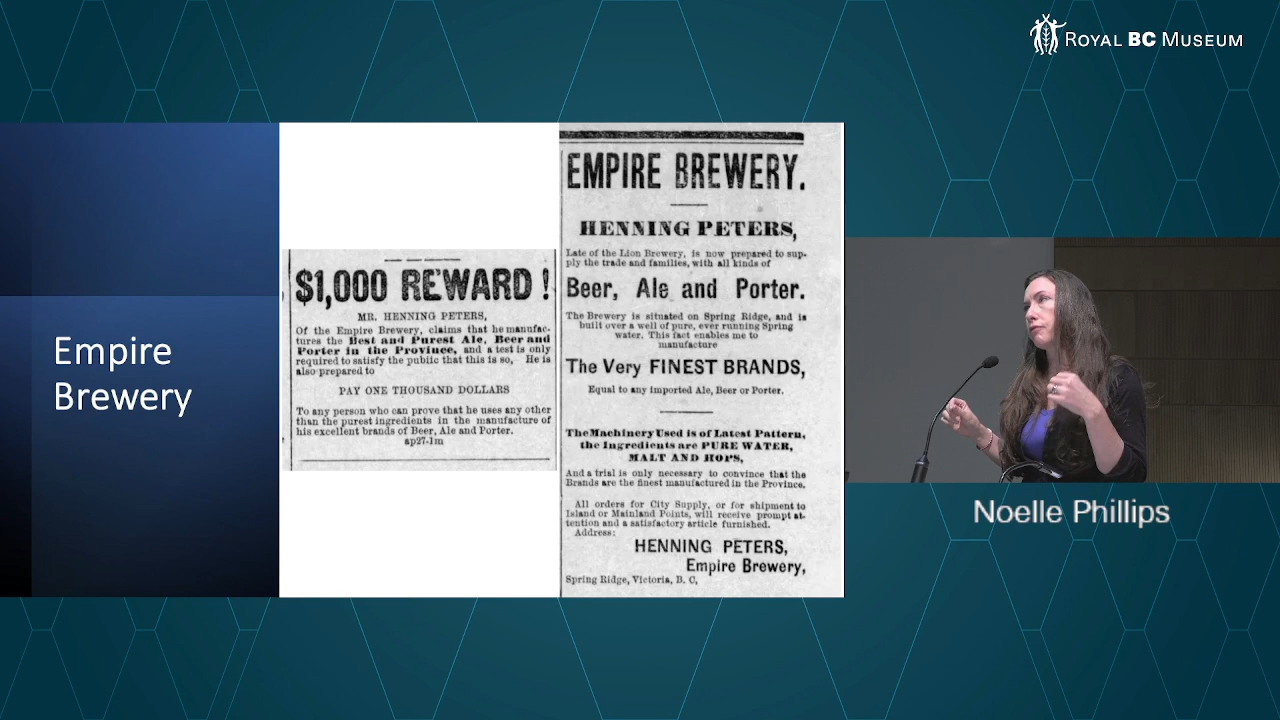 ROYAL BC MUSEUM
Empire
Brewery
$1,000 REWARD !
MR. HENNING PETERS,
Of the Empire Brewery, claims that he manufac-
tures the Best and Purest Ale, Beer and
Porter in the Province, and a test is only
required to satisfy the public that this is so, He is
also prepared to
PAY ONE THOUSAND DOLLARS
To any person who can prove that he uses any other
than the purest ingredients in the manufacture of
his excellent brands of Beer, Ale and Porter.
ap27-1m
EMPIRE BREWERY.
HENNING PETERS,
Late of the Lion Brewery, is now prepared to sup-
ply the trade and families, with all kinds of
Beer, Ale and Porter.
The Brewery is situated on Spring Ridge, and is
built over a well of pure, ever running Spring
water. This fact enables me to
manufacture
The Very FINEST BRANDS,
Equal to any imported Ale, Beer or Porter.
The Machinery Used is of Latest Pattern,
the Ingredients are PURE WATER,
MALT AND HOPS,
And a trial is only necessary to convince that the
Brands are the finest manufactured in the Province.
All orders for City Supply, or for shipment to
Island or Mainland Points, will receive prompt at-
tention and a satisfactory article furnished.
Address:
HENNING PETERS,
Empire Brewery,
Spring Ridge, Victoria, B. C,
Noelle Phillips